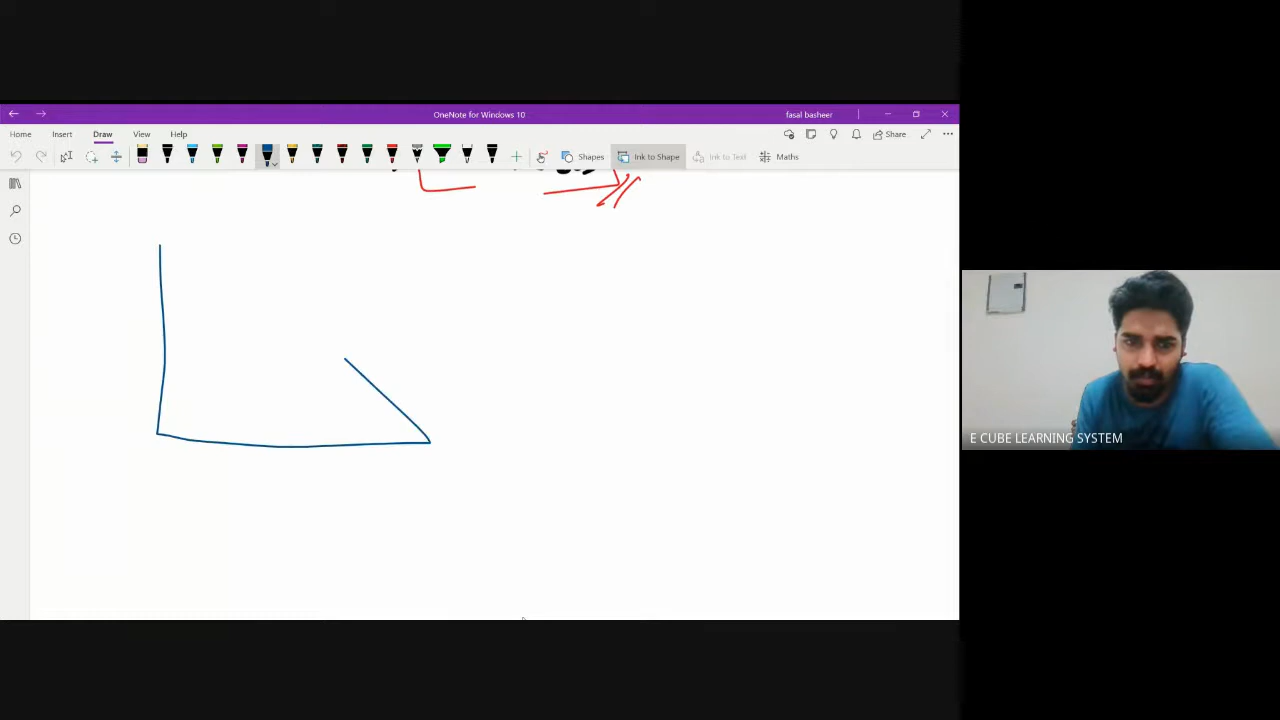 OneNote for Windows 10
fasal basheer
Home Insert Draw View Help
Share
Shapes Ink to Shape Ink to Text Maths
E CUBE LEARNING SYSTEM